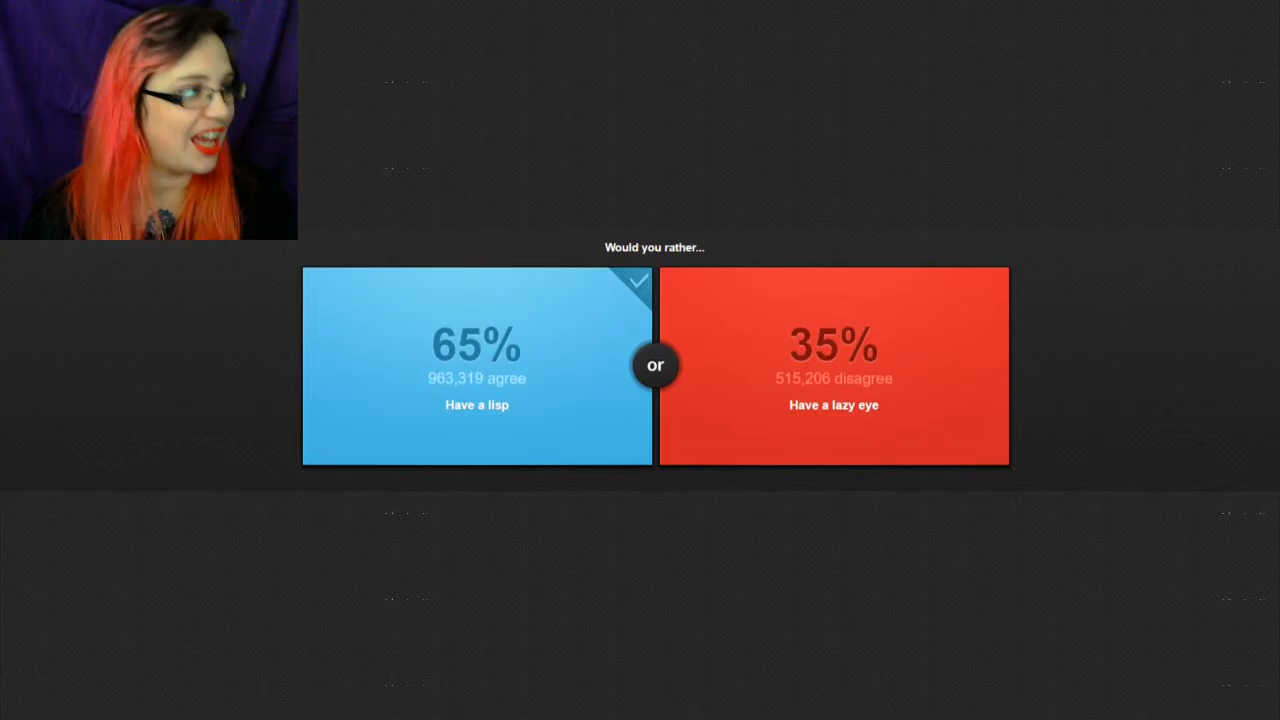 Would you rather...
65%
963,319 agree
Have a lisp
or
35%
515,206 disagree
Have a lazy eye